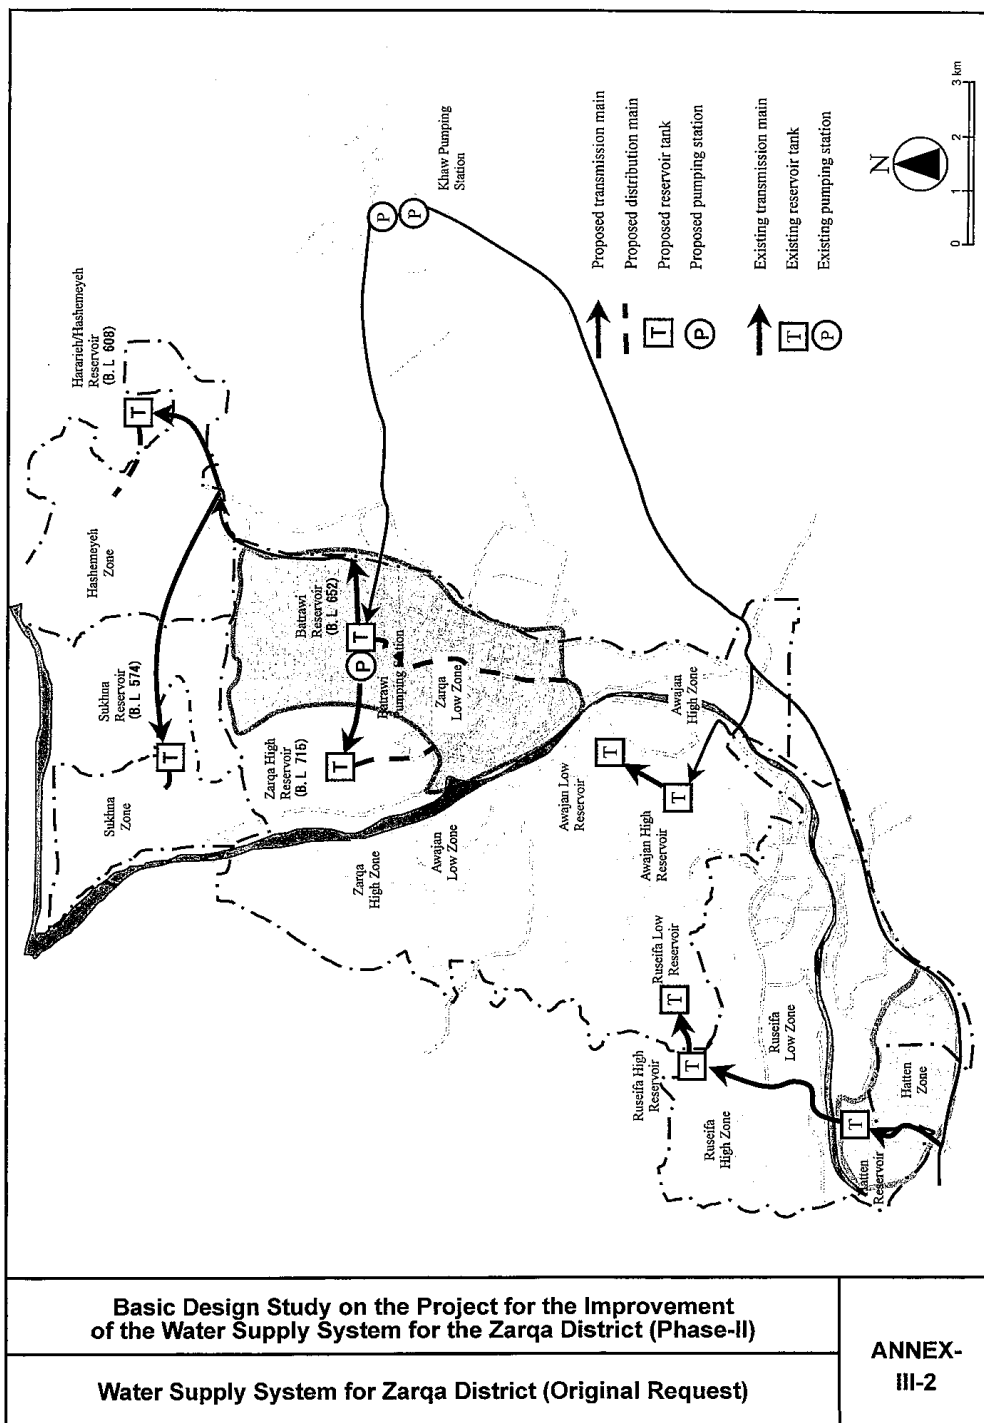 Hararieh/Hashemeyeh
Reservoir
(B. L 608)
Hashemeyeh
Zone
Sukhna
Reservoir
(B. L 574)
Sukhna
Zone
Khaw Pumping
Station
P
P
T
T
Batrawi
Reservoir
(B. L 652)
T
P
Batrawi
Pumping Station
Zarqa
Low Zone
Zarqa High
Reservoir
(B. L 715)
T
Zarqa
High Zone
Awajan
Low Zone
Awajan Low
Reservoir
T
Awajan High
Reservoir
T
Awajan
High Zone
Ruseifa Low
Reservoir
T
Ruseifa High
Reservoir
T
Ruseifa
Low Zone
Ruseifa
High Zone
Hatten
Zone
T
Hatten
Reservoir
Proposed transmission main
Proposed distribution main
T Proposed reservoir tank
P Proposed pumping station
Existing transmission main
T Existing reservoir tank
P Existing pumping station
N
0 1 2 3 km
Basic Design Study on the Project for the Improvement
of the Water Supply System for the Zarqa District (Phase-II)
Water Supply System for Zarqa District (Original Request)
ANNEX-
III-2